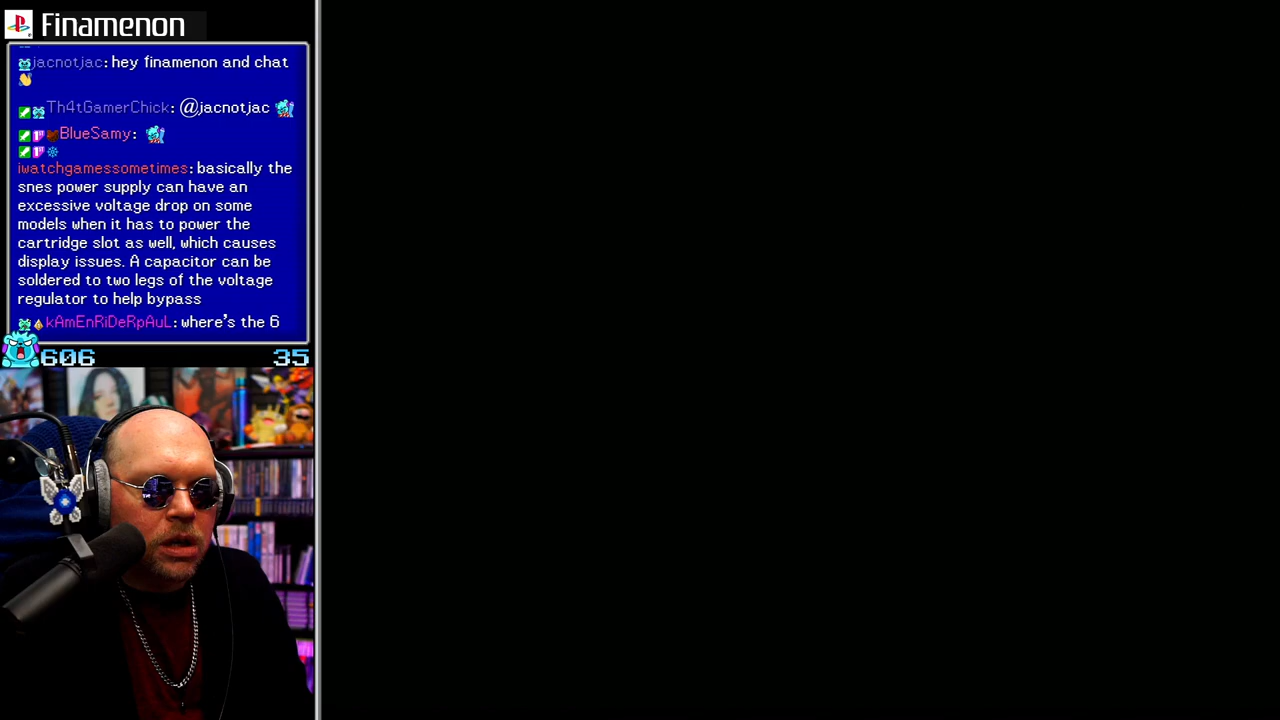 Finamenon
jacnotjac: hey finamenon and chat
Th4tGamerChick: @jacnotjac
BlueSamy:
iwatchgamessometimes: basically the
snes power supply can have an
excessive voltage drop on some
models when it has to power the
cartridge slot as well, which causes
display issues. A capacitor can be
soldered to two legs of the voltage
regulator to help bypass
kAmEnRiDeRpAuL: where's the 6
606 35